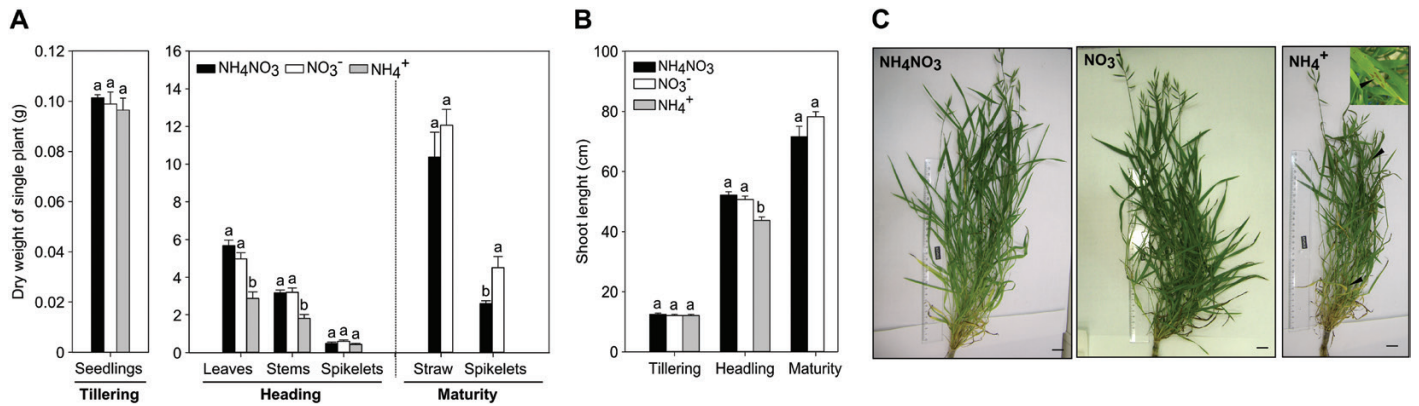 A
B
C
Dry weight of single plant (g)
0.12
0.10
0.08
0.06
0.04
0.02
0
a a a
Seedlings
Tillering
16
14
12
10
8
6
4
2
0
NH4NO3 NO3- NH4+
a a b
a a b
a a a
a a
b a
Leaves Stems Spikelets
Straw Spikelets
Heading
Maturity
Shoot lenght (cm)
100
80
60
40
20
0
NH4NO3
NO3-
NH4+
a a a
a a b
a a
Tillering Headling Maturity
NH4NO3
NO3-
NH4+